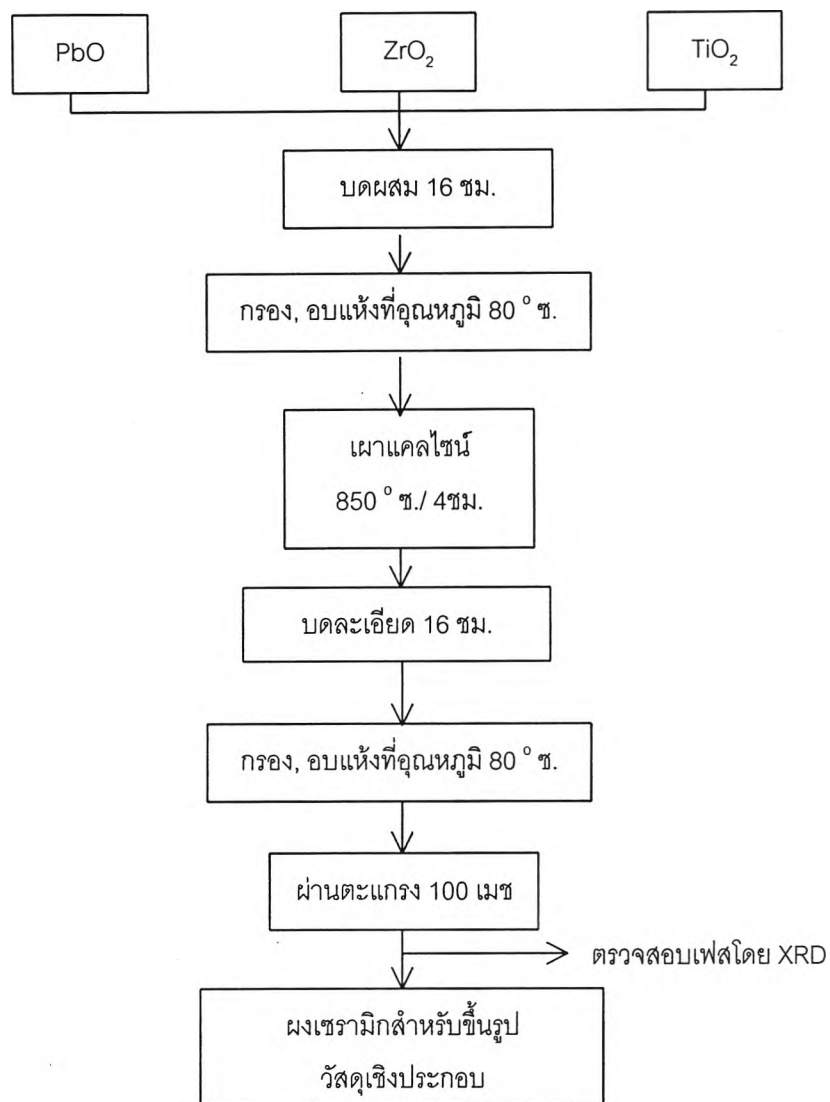 PbO
ZrO₂
TiO₂
บดผสม 16 ชม.
กรอง, อบแห้งที่อุณหภูมิ 80 ° ซ.
เผาแคลไซน์
850 ° ซ./ 4ชม.
บดละเอียด 16 ชม.
กรอง, อบแห้งที่อุณหภูมิ 80 ° ซ.
ผ่านตะแกรง 100 เมช
ตรวจสอบเฟสโดย XRD
ผงเซรามิกสำหรับขึ้นรูป
วัสดุเชิงประกอบ